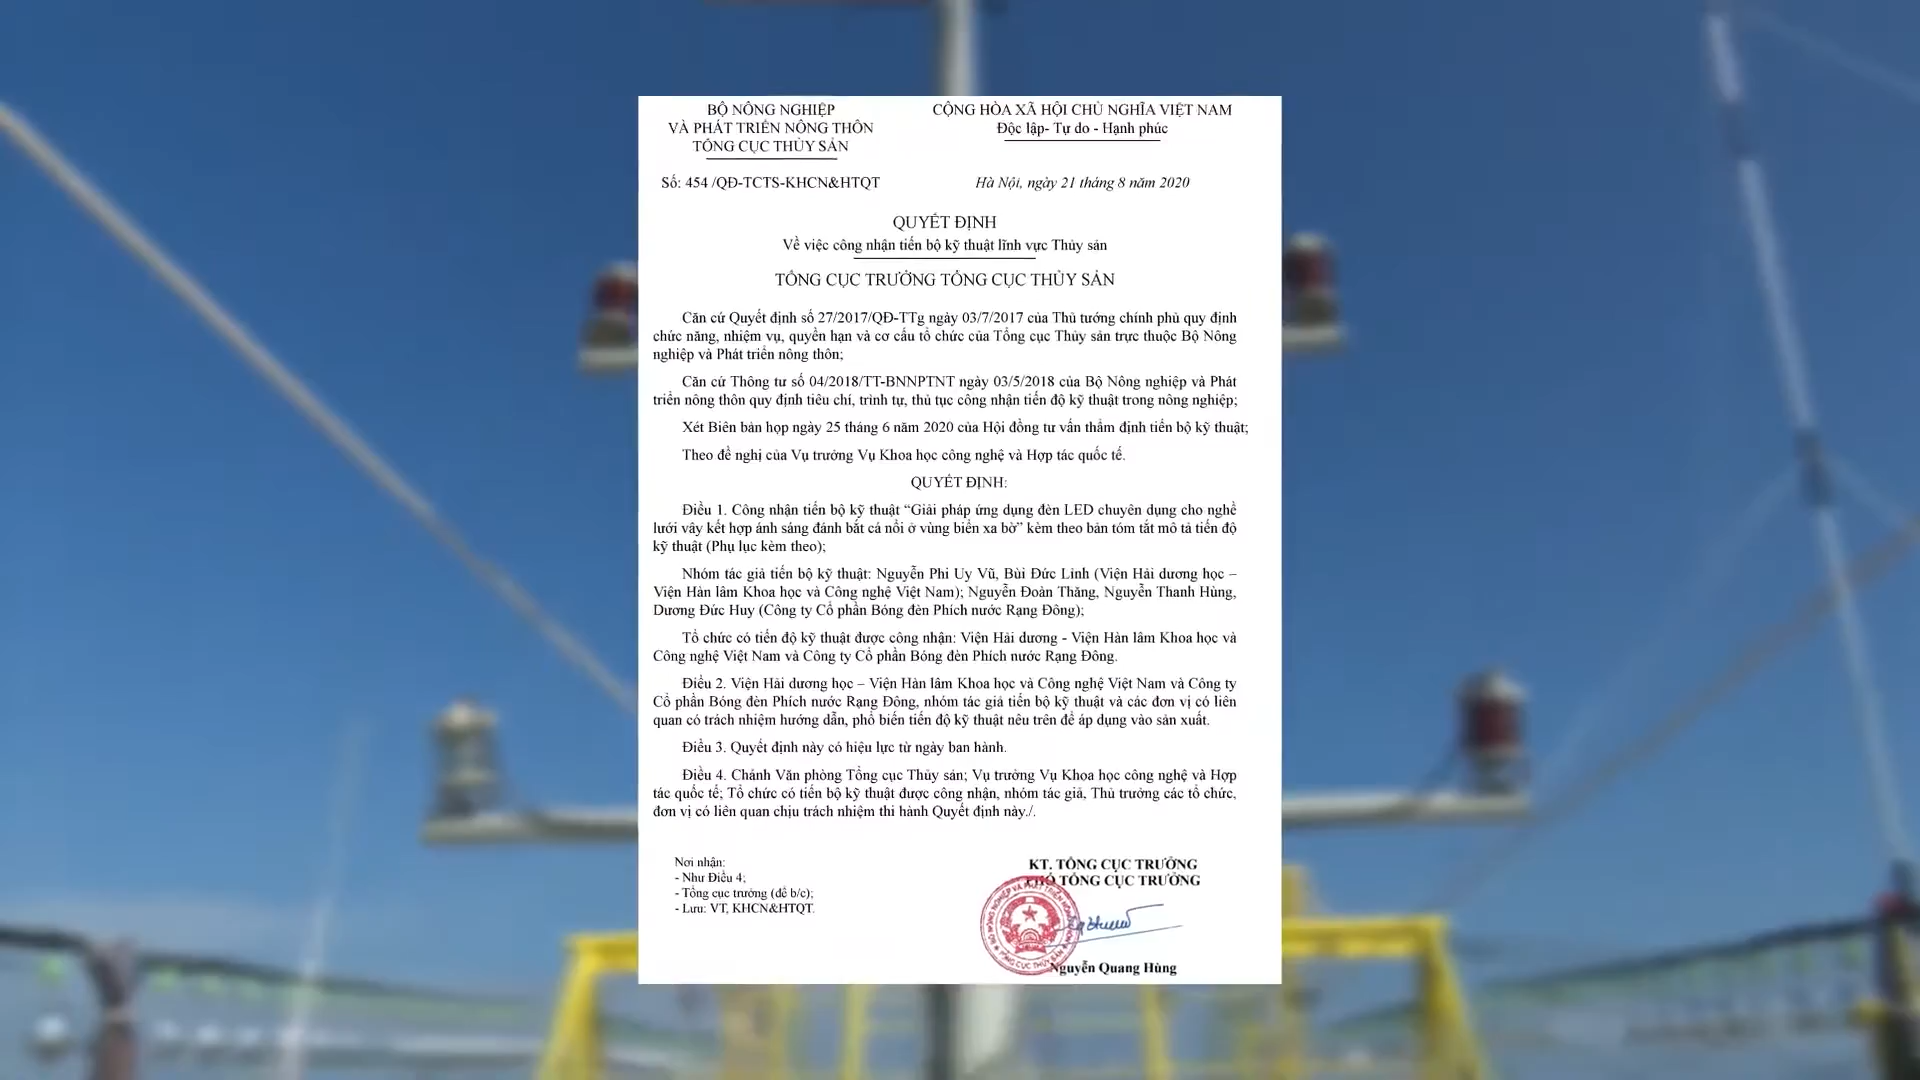 BỘ NÔNG NGHIỆP
VÀ PHÁT TRIỂN NÔNG THÔN
TỔNG CỤC THỦY SẢN
CỘNG HÒA XÃ HỘI CHỦ NGHĨA VIỆT NAM
Độc lập- Tự do - Hạnh phúc
Số: 454 /QĐ-TCTS-KHCN&HTQT
Hà Nội, ngày 21 tháng 8 năm 2020
QUYẾT ĐỊNH
Về việc công nhận tiến bộ kỹ thuật lĩnh vực Thủy sản
TỔNG CỤC TRƯỞNG TỔNG CỤC THỦY SẢN
Căn cứ Quyết định số 27/2017/QĐ-TTg ngày 03/7/2017 của Thủ tướng chính phủ quy định
chức năng, nhiệm vụ, quyền hạn và cơ cấu tổ chức của Tổng cục Thủy sản trực thuộc Bộ Nông
nghiệp và Phát triển nông thôn;
Căn cứ Thông tư số 04/2018/TT-BNNPTNT ngày 03/5/2018 của Bộ Nông nghiệp và Phát
triển nông thôn quy định tiêu chí, trình tự, thủ tục công nhận tiến độ kỹ thuật trong nông nghiệp;
Xét Biên bản họp ngày 25 tháng 6 năm 2020 của Hội đồng tư vấn thẩm định tiến bộ kỹ thuật;
Theo đề nghị của Vụ trưởng Vụ Khoa học công nghệ và Hợp tác quốc tế.
QUYẾT ĐỊNH:
Điều 1. Công nhận tiến bộ kỹ thuật “Giải pháp ứng dụng đèn LED chuyên dụng cho nghề
lưới vây kết hợp ánh sáng đánh bắt cá nổi ở vùng biển xa bờ” kèm theo bản tóm tắt mô tả tiến độ
kỹ thuật (Phụ lục kèm theo);
Nhóm tác giả tiến bộ kỹ thuật: Nguyễn Phi Uy Vũ, Bùi Đức Lỉnh (Viện Hải dương học –
Viện Hàn lâm Khoa học và Công nghệ Việt Nam); Nguyễn Đoàn Thăng, Nguyễn Thanh Hùng,
Dương Đức Huy (Công ty Cổ phần Bóng đèn Phích nước Rạng Đông);
Tổ chức có tiến độ kỹ thuật được công nhận: Viện Hải dương - Viện Hàn lâm Khoa học và
Công nghệ Việt Nam và Công ty Cổ phần Bóng đèn Phích nước Rạng Đông.
Điều 2. Viện Hải dương học – Viện Hàn lâm Khoa học và Công nghệ Việt Nam và Công ty
Cổ phần Bóng đèn Phích nước Rạng Đông, nhóm tác giả tiến bộ kỹ thuật và các đơn vị có liên
quan có trách nhiệm hướng dẫn, phổ biến tiến độ kỹ thuật nêu trên để áp dụng vào sản xuất.
Điều 3. Quyết định này có hiệu lực từ ngày ban hành.
Điều 4. Chánh Văn phòng Tổng cục Thủy sản; Vụ trưởng Vụ Khoa học công nghệ và Hợp
tác quốc tế; Tổ chức có tiến bộ kỹ thuật được công nhận, nhóm tác giả, Thủ trưởng các tổ chức,
đơn vị có liên quan chịu trách nhiệm thi hành Quyết định này./.
Nơi nhận:
- Như Điều 4;
- Tổng cục trưởng (để b/c);
- Lưu: VT, KHCN&HTQT.
KT. TỔNG CỤC TRƯỞNG
PHÓ TỔNG CỤC TRƯỞNG
Nguyễn Quang Hùng